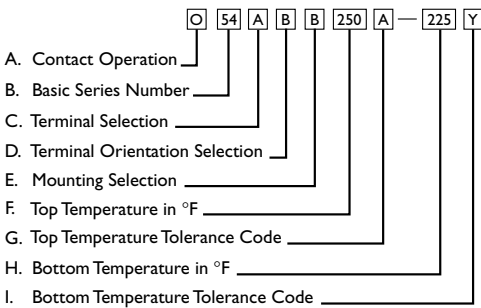 O 54 A B B 250 A — 225 Y
A. Contact Operation
B. Basic Series Number
C. Terminal Selection
D. Terminal Orientation Selection
E. Mounting Selection
F. Top Temperature in °F
G. Top Temperature Tolerance Code
H. Bottom Temperature in °F
I. Bottom Temperature Tolerance Code